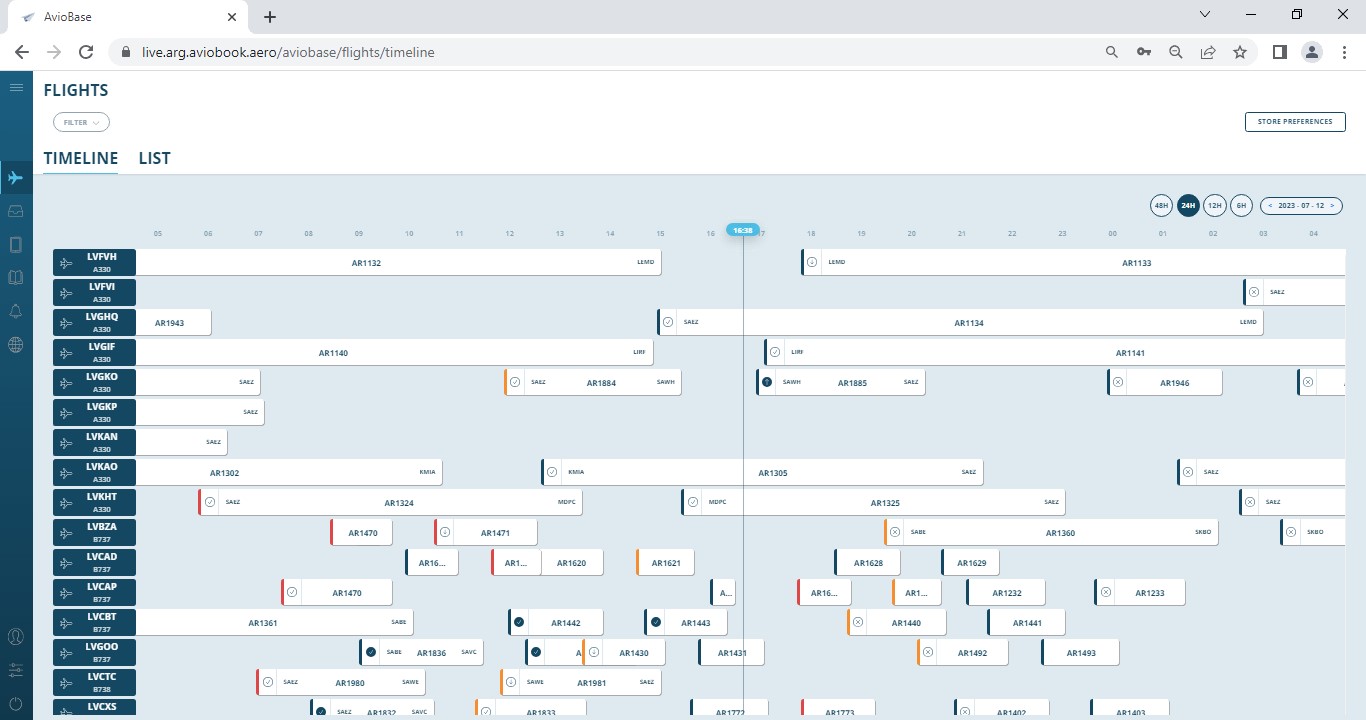 AvioBase
live.arg.aviobook.aero/aviobase/flights/timeline
FLIGHTS
FILTER
STORE PREFERENCES
TIMELINE LIST
48H 24H 12H 6H < 2023 - 07 - 12 >
05 06 07 08 09 10 11 12 13 14 15 16 16:38 17 18 19 20 21 22 23 00 01 02 03 04
LVFVH AR1132 LEMD LEMD AR1133
A330
LVFVI SAEZ
A330
LVGHQ AR1943 SAEZ AR1134 LEMD
A330
LVGIF AR1140 LIRF LIRF AR1141
A330
LVGKO SAEZ SAEZ AR1884 SAWH SAWH AR1885 SAEZ AR1946
A330
LVGKP SAEZ
A330
LVKAN SAEZ
A330
LVKAO AR1302 KMIA KMIA AR1305 SAEZ SAEZ
A330
LVKHT SAEZ AR1324 MDPC MDPC AR1325 SAEZ SAEZ
A330
LVBZA AR1470 AR1471 SABE AR1360 SKBO SKBO
B737
LVCAD AR16... AR1... AR1620 AR1621 AR1628 AR1629
B737
LVCAP AR1470 A... AR16... AR1... AR1232 AR1233
B737
LVCBT AR1361 SABE AR1442 AR1443 AR1440 AR1441
B737
LVGOO SABE AR1836 SAVC A AR1430 AR1431 AR1492 AR1493
B737
LVCTC SAEZ AR1980 SAWE SAWE AR1981 SAEZ
B738
LVCXS SAEZ AR1832 SAVC AR1833 AR1772 AR1773 AR1402 AR1403